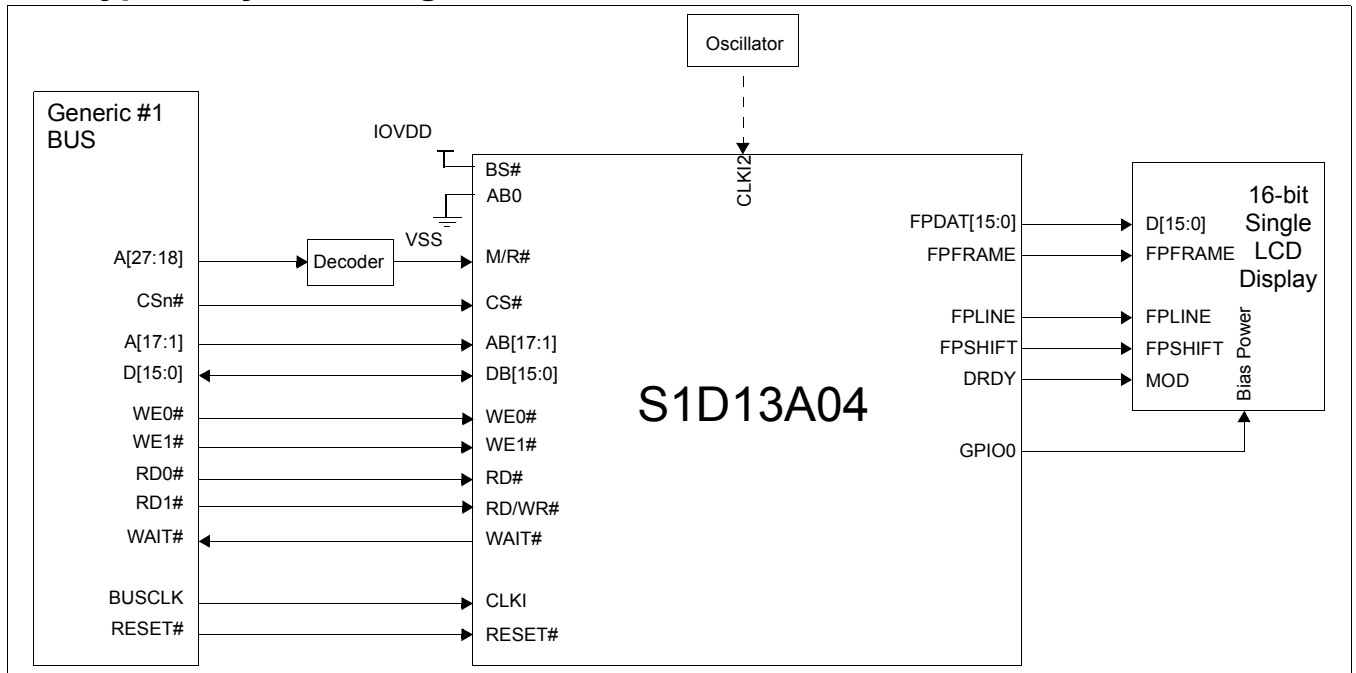 Oscillator
Generic #1
BUS
IOVDD
BS#
AB0
VSS
CLKI2
A[27:18]
Decoder
M/R#
CSn#
CS#
A[17:1]
AB[17:1]
D[15:0]
DB[15:0]
WE0#
WE0#
WE1#
WE1#
RD0#
RD#
RD1#
RD/WR#
WAIT#
WAIT#
BUSCLK
CLKI
RESET#
RESET#
S1D13A04
FPDAT[15:0]
FPFRAME
FPLINE
FPSHIFT
DRDY
GPIO0
D[15:0]
FPFRAME
FPLINE
FPSHIFT
MOD
16-bit
Single
LCD
Display
Bias Power